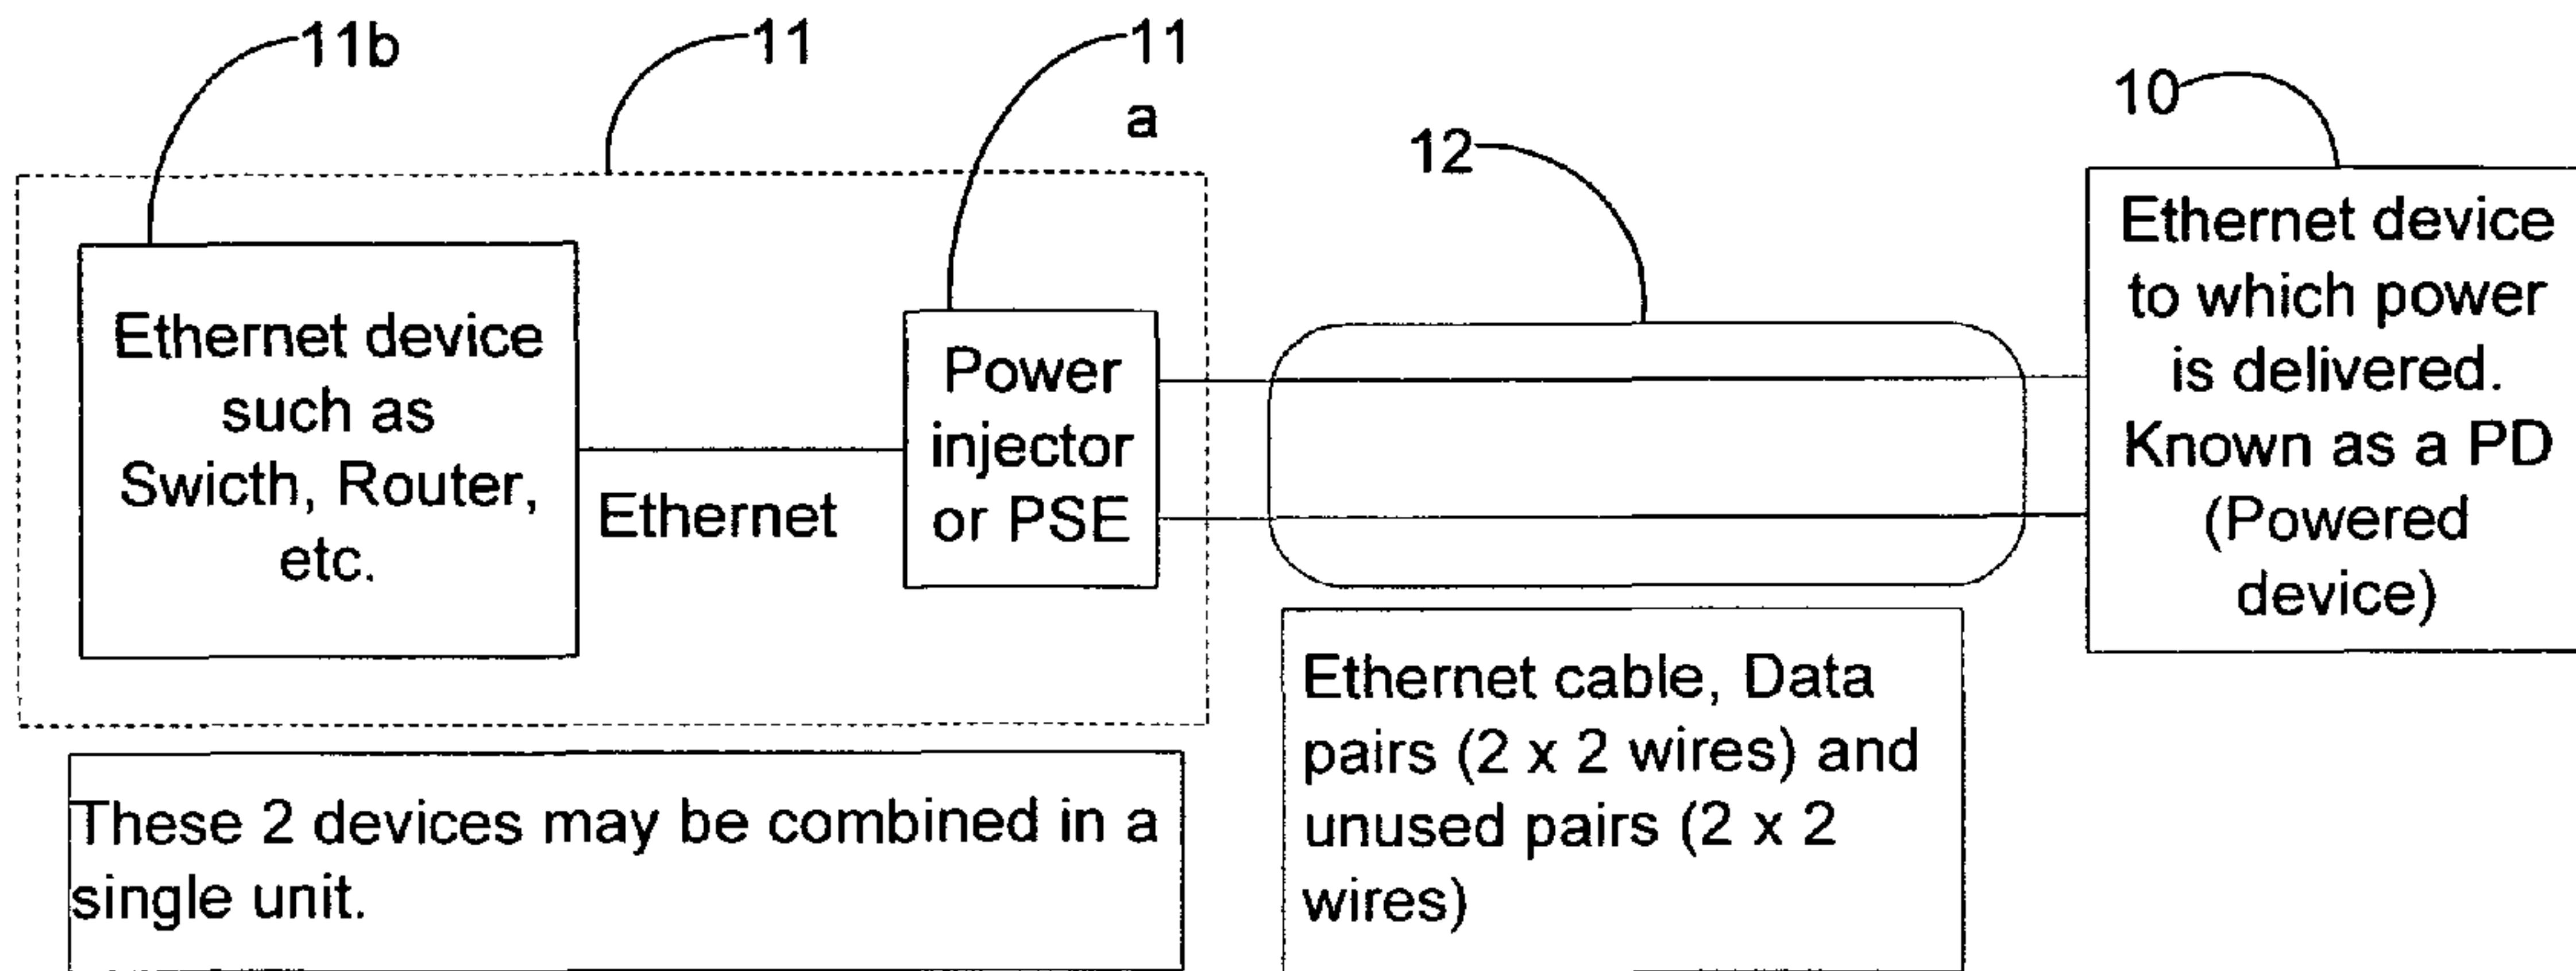 11b
11
11
a
12
10
Ethernet device
such as
Swicth, Router,
etc.
Ethernet
Power
injector
or PSE
Ethernet device
to which power
is delivered.
Known as a PD
(Powered
device)
Ethernet cable, Data
pairs (2 x 2 wires) and
unused pairs (2 x 2
wires)
These 2 devices may be combined in a
single unit.